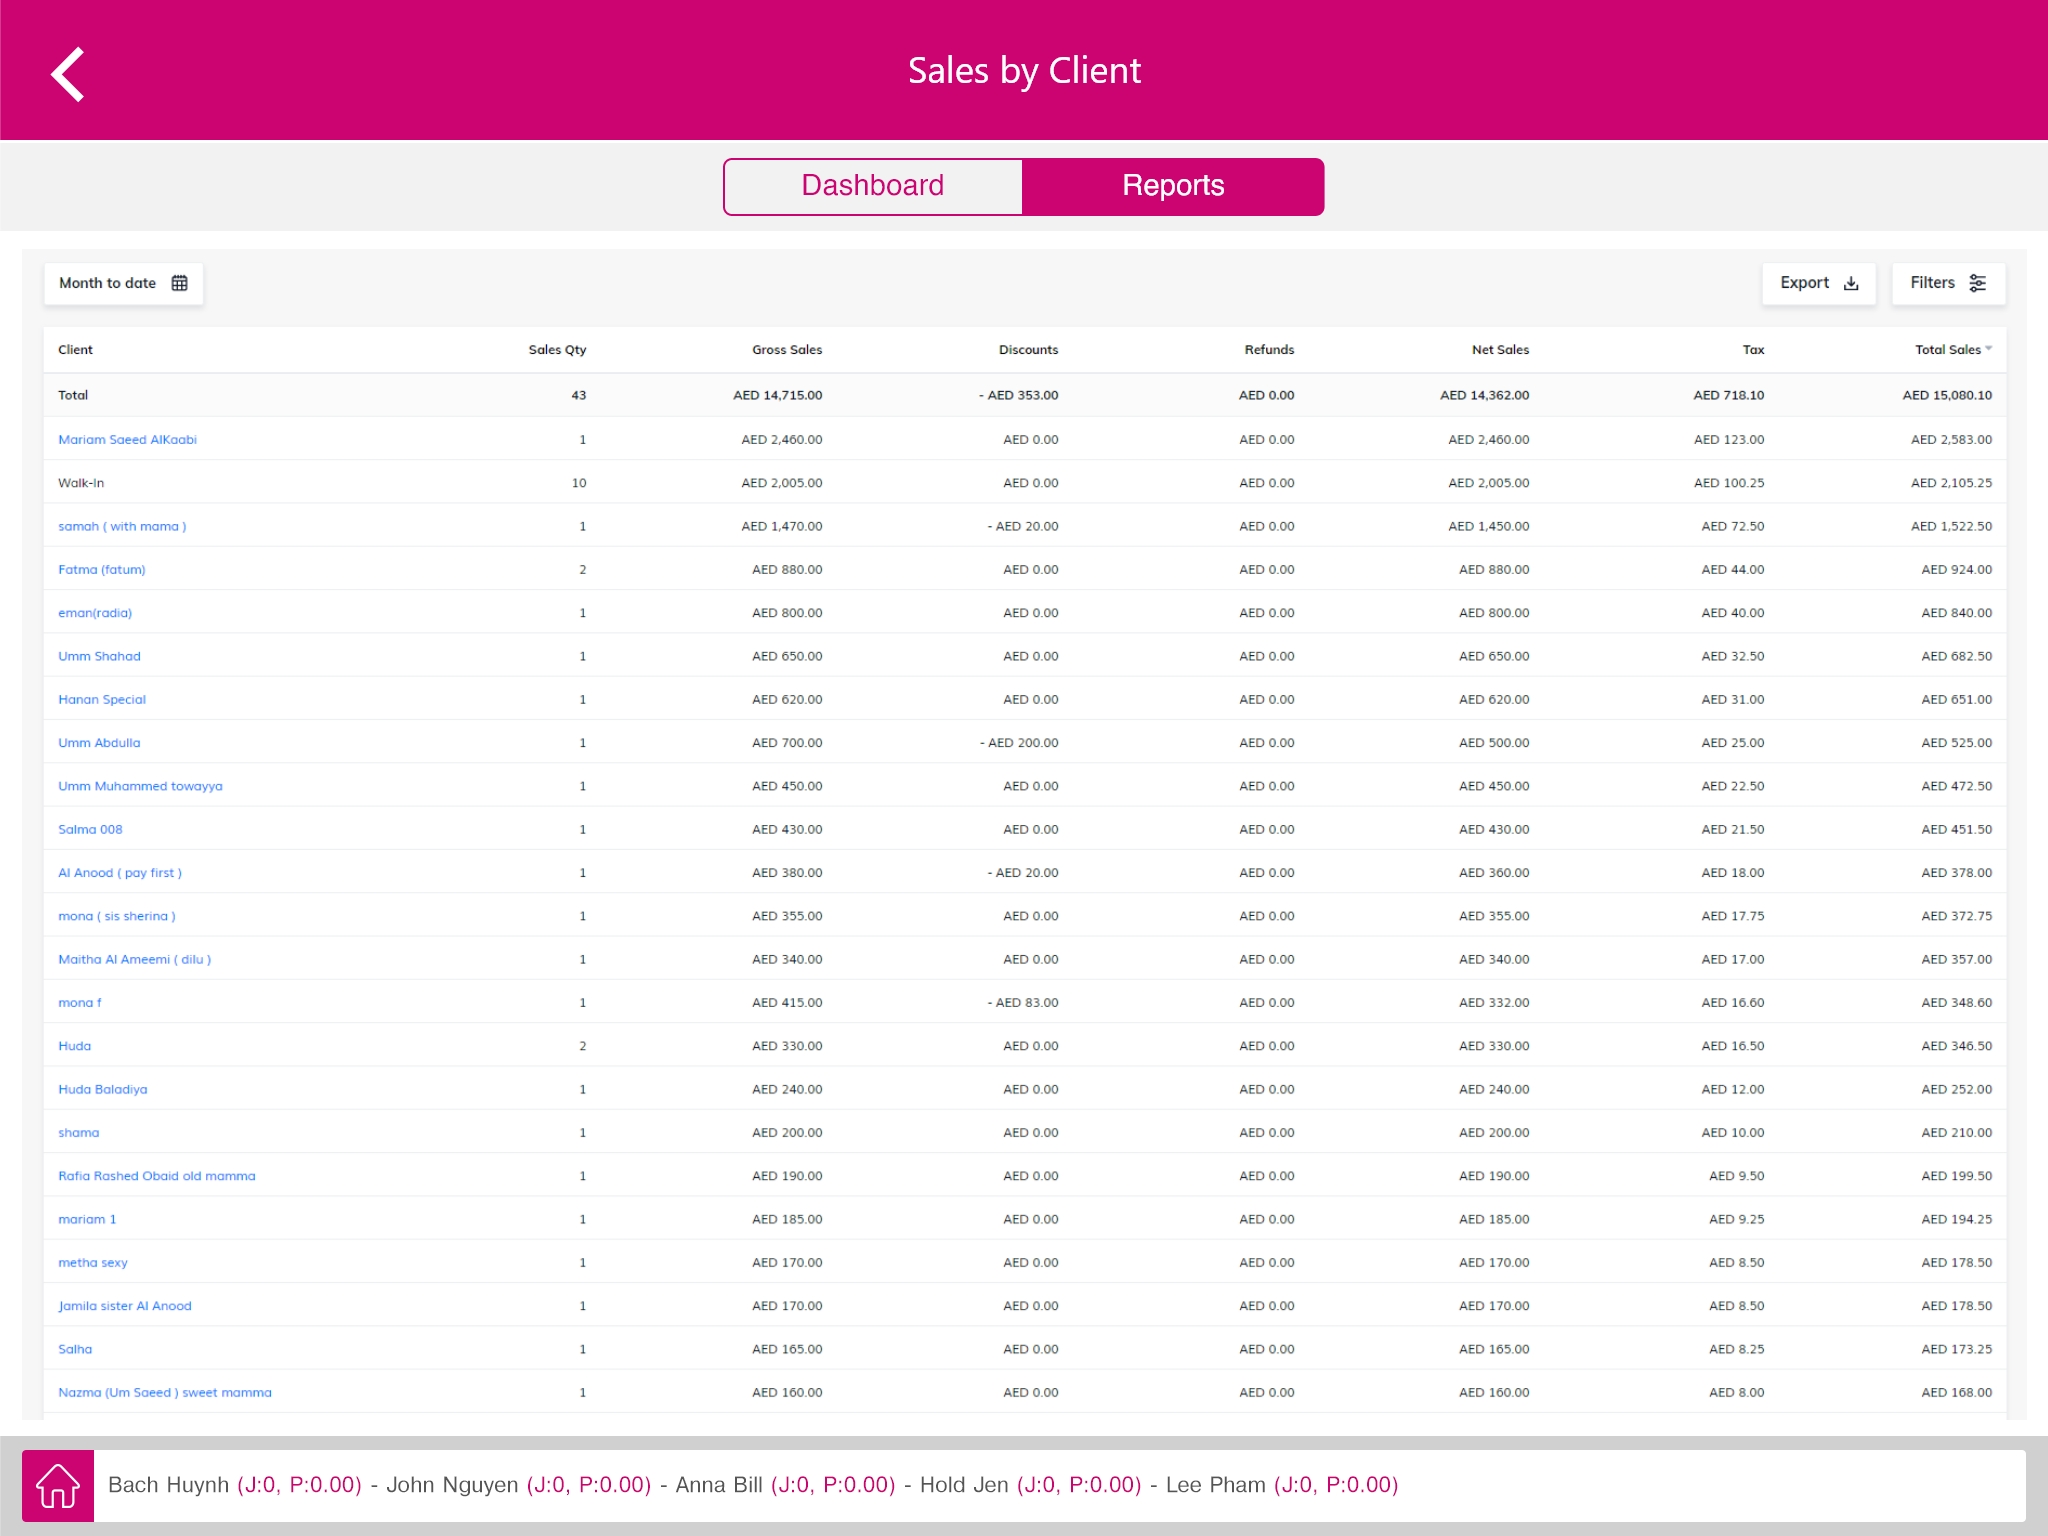 Sales by Client
Dashboard Reports
Month to date Export Filters
Client Sales Qty Gross Sales Discounts Refunds Net Sales Tax Total Sales
Total 43 AED 14,715.00 - AED 353.00 AED 0.00 AED 14,362.00 AED 718.10 AED 15,080.10
Mariam Saeed AlKaabi 1 AED 2,460.00 AED 0.00 AED 0.00 AED 2,460.00 AED 123.00 AED 2,583.00
Walk-In 10 AED 2,005.00 AED 0.00 AED 0.00 AED 2,005.00 AED 100.25 AED 2,105.25
samah ( with mama ) 1 AED 1,470.00 - AED 20.00 AED 0.00 AED 1,450.00 AED 72.50 AED 1,522.50
Fatma (fatum) 2 AED 880.00 AED 0.00 AED 0.00 AED 880.00 AED 44.00 AED 924.00
eman(radia) 1 AED 800.00 AED 0.00 AED 0.00 AED 800.00 AED 40.00 AED 840.00
Umm Shahad 1 AED 650.00 AED 0.00 AED 0.00 AED 650.00 AED 32.50 AED 682.50
Hanan Special 1 AED 620.00 AED 0.00 AED 0.00 AED 620.00 AED 31.00 AED 651.00
Umm Abdulla 1 AED 700.00 - AED 200.00 AED 0.00 AED 500.00 AED 25.00 AED 525.00
Umm Muhammed towayya 1 AED 450.00 AED 0.00 AED 0.00 AED 450.00 AED 22.50 AED 472.50
Salma 008 1 AED 430.00 AED 0.00 AED 0.00 AED 430.00 AED 21.50 AED 451.50
Al Anood ( pay first ) 1 AED 380.00 - AED 20.00 AED 0.00 AED 360.00 AED 18.00 AED 378.00
mona ( sis sherina ) 1 AED 355.00 AED 0.00 AED 0.00 AED 355.00 AED 17.75 AED 372.75
Maitha Al Ameemi ( dilu ) 1 AED 340.00 AED 0.00 AED 0.00 AED 340.00 AED 17.00 AED 357.00
mona f 1 AED 415.00 - AED 83.00 AED 0.00 AED 332.00 AED 16.60 AED 348.60
Huda 2 AED 330.00 AED 0.00 AED 0.00 AED 330.00 AED 16.50 AED 346.50
Huda Baladiya 1 AED 240.00 AED 0.00 AED 0.00 AED 240.00 AED 12.00 AED 252.00
shama 1 AED 200.00 AED 0.00 AED 0.00 AED 200.00 AED 10.00 AED 210.00
Rafia Rashed Obaid old mamma 1 AED 190.00 AED 0.00 AED 0.00 AED 190.00 AED 9.50 AED 199.50
mariam 1 1 AED 185.00 AED 0.00 AED 0.00 AED 185.00 AED 9.25 AED 194.25
metha sexy 1 AED 170.00 AED 0.00 AED 0.00 AED 170.00 AED 8.50 AED 178.50
Jamila sister Al Anood 1 AED 170.00 AED 0.00 AED 0.00 AED 170.00 AED 8.50 AED 178.50
Salha 1 AED 165.00 AED 0.00 AED 0.00 AED 165.00 AED 8.25 AED 173.25
Nazma (Um Saeed ) sweet mamma 1 AED 160.00 AED 0.00 AED 0.00 AED 160.00 AED 8.00 AED 168.00
Bach Huynh (J:0, P:0.00) - John Nguyen (J:0, P:0.00) - Anna Bill (J:0, P:0.00) - Hold Jen (J:0, P:0.00) - Lee Pham (J:0, P:0.00)